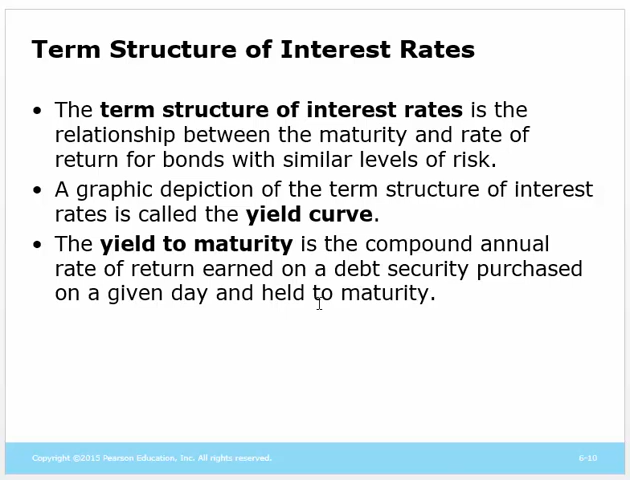 Term Structure of Interest Rates
• The term structure of interest rates is the
relationship between the maturity and rate of
return for bonds with similar levels of risk.
• A graphic depiction of the term structure of interest
rates is called the yield curve.
• The yield to maturity is the compound annual
rate of return earned on a debt security purchased
on a given day and held to maturity.
Copyright ©2015 Pearson Education, Inc. All rights reserved.
6-10